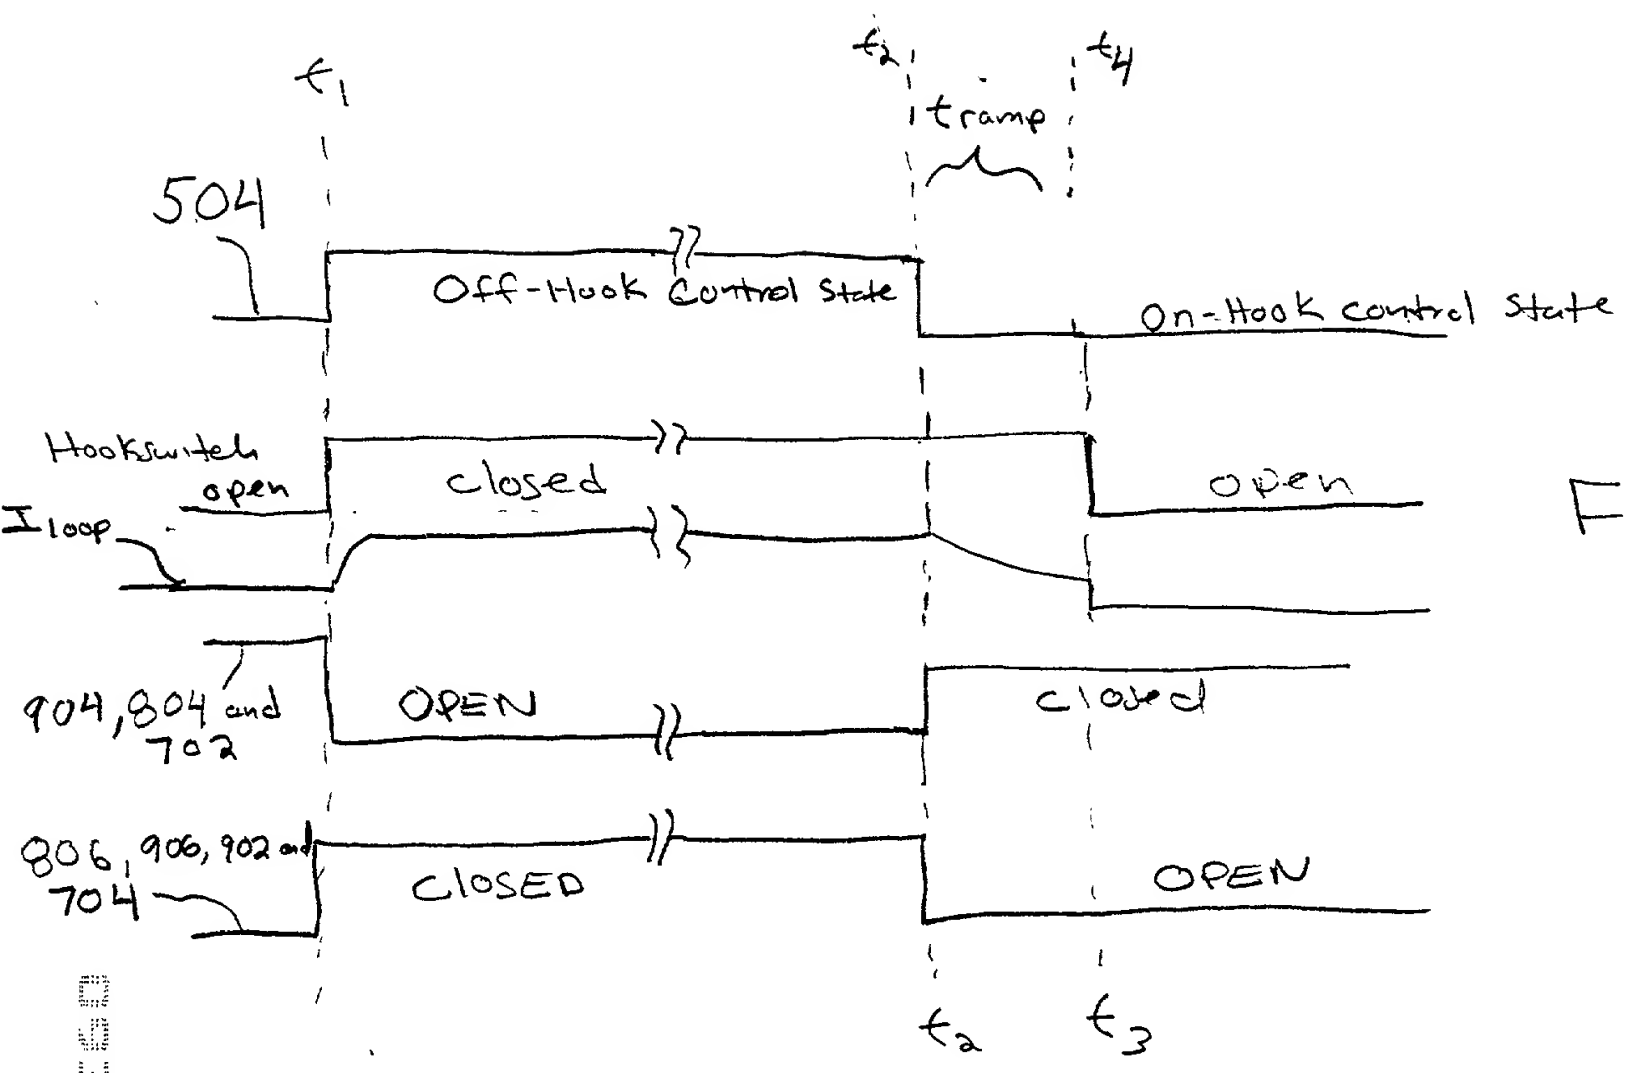 t1
t2
t4
tramp
504
Off-Hook Control State
On-Hook control State
Hookswitch
open
closed
open
F
I loop
904, 804 and
702
OPEN
closed
806, 906, 902 and
704
CLOSED
OPEN
t2
t3